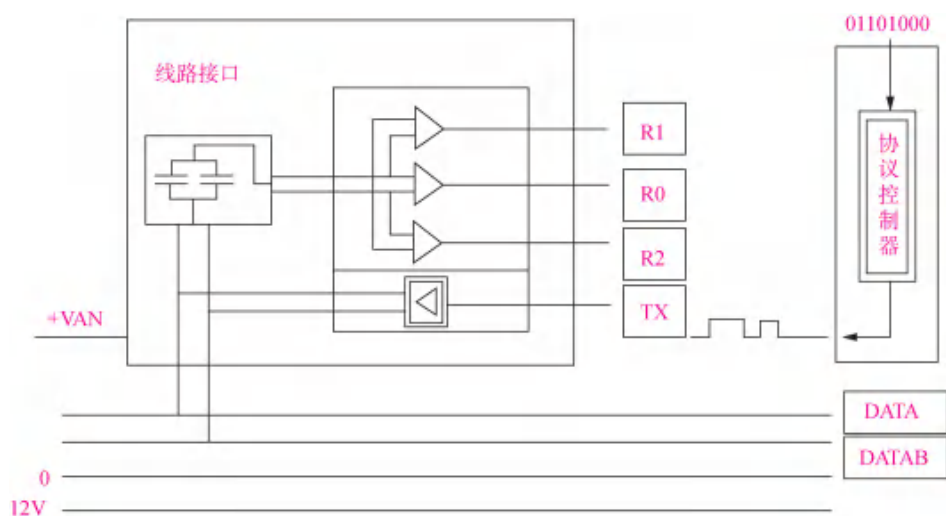 01101000
线路接口
协议控制器
R1
R0
R2
TX
+VAN
DATA
DATAB
0
12V